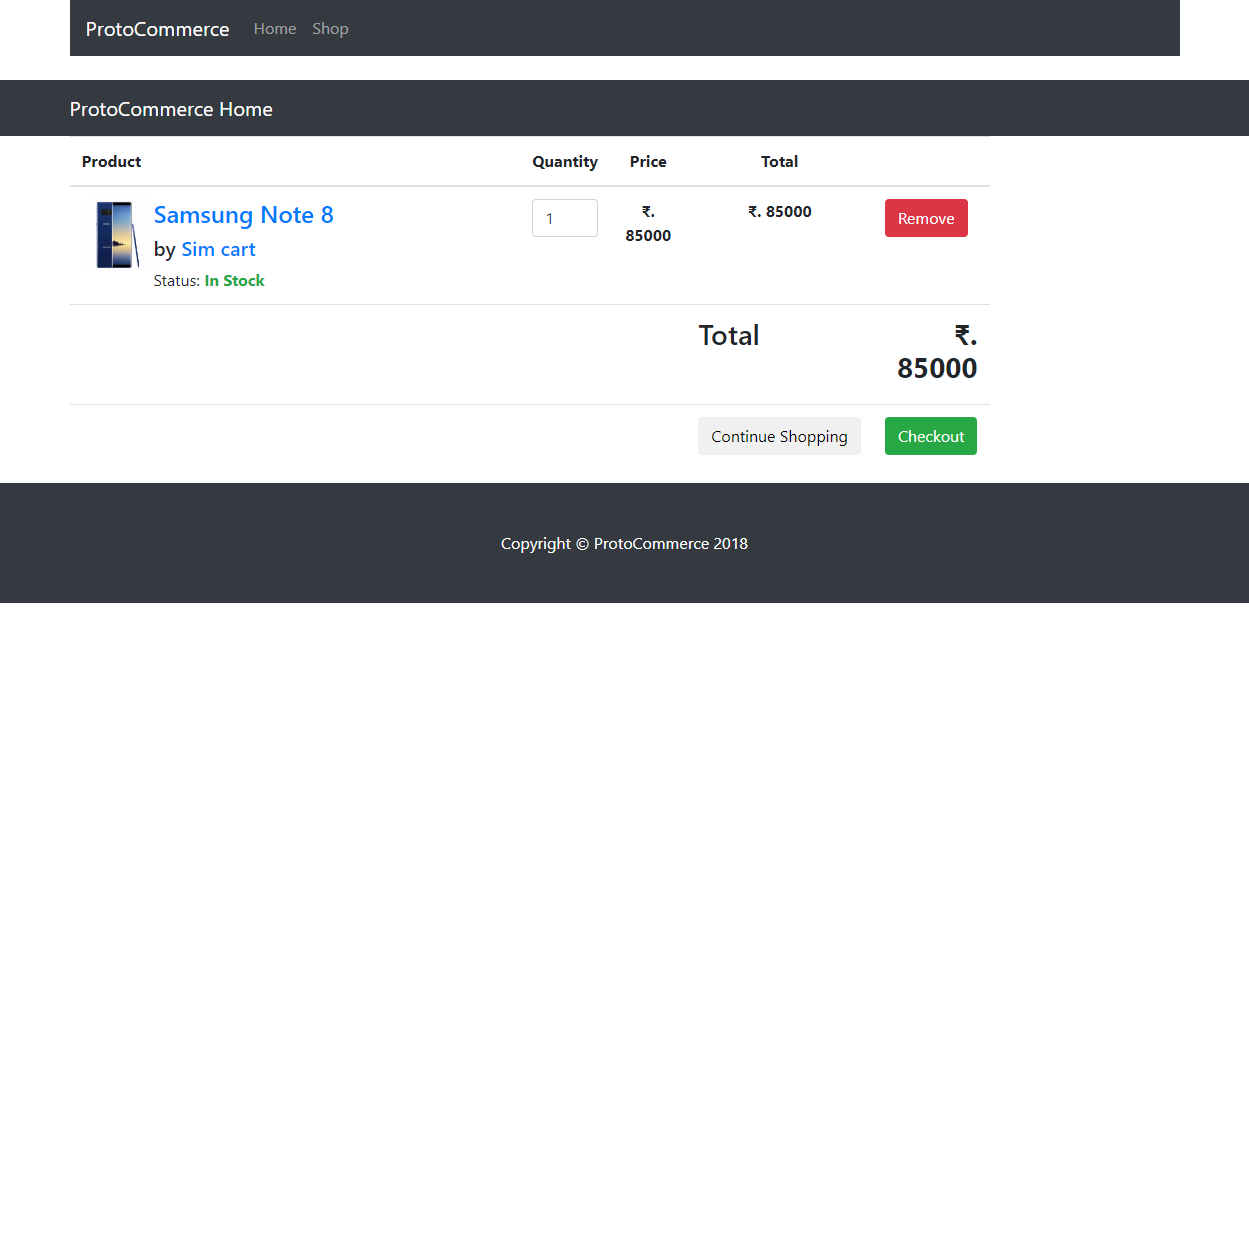 ProtoCommerce Home Shop
ProtoCommerce Home
Product Quantity Price Total
Samsung Note 8 1 ₹. 85000 ₹. 85000 Remove
by Sim cart
Status: In Stock
Total ₹. 85000
Continue Shopping Checkout
Copyright © ProtoCommerce 2018